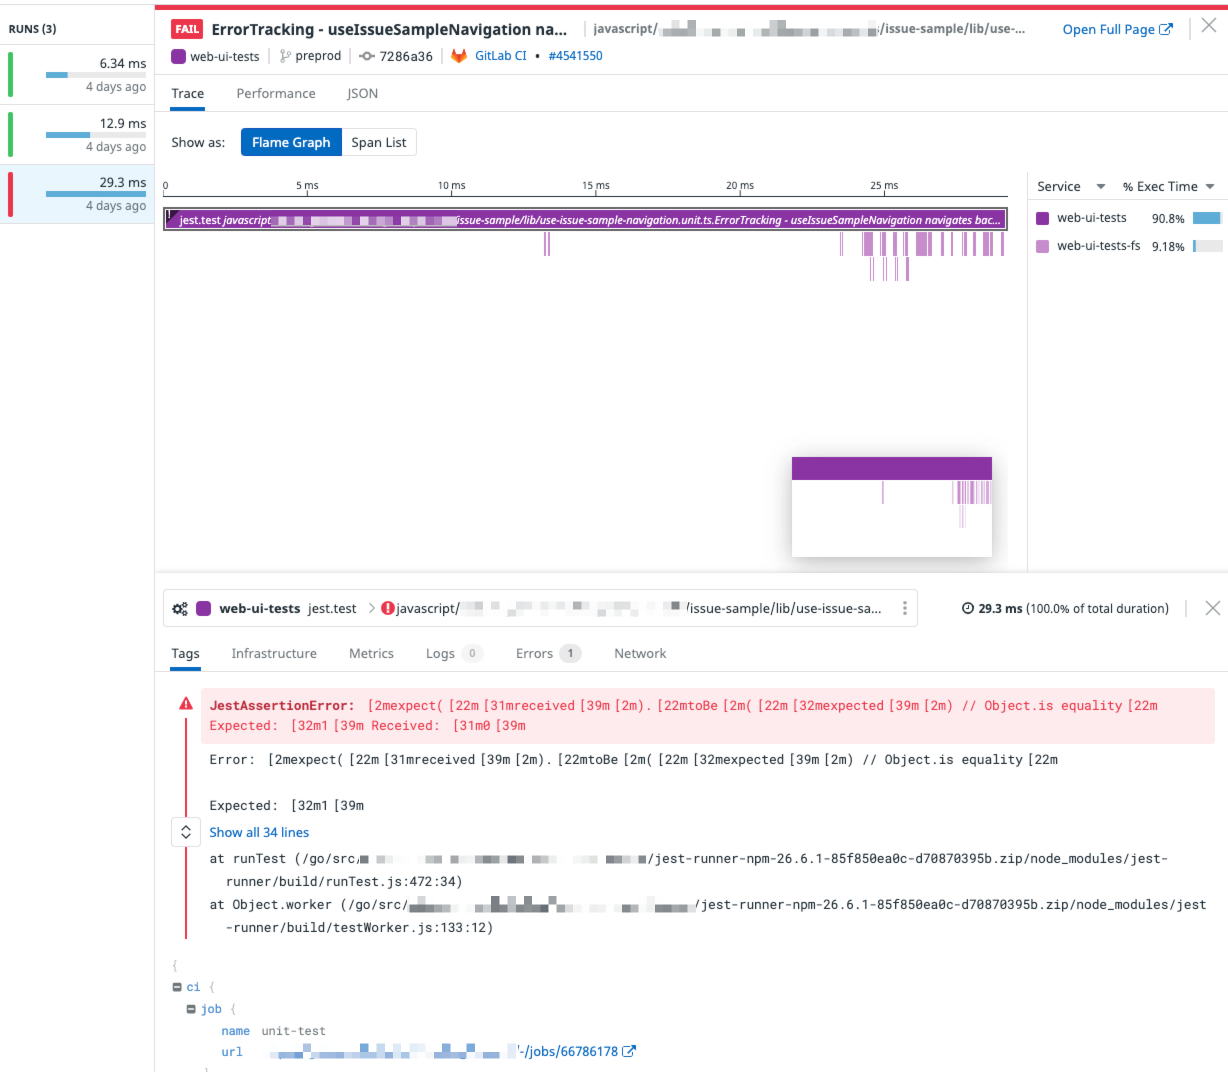 RUNS (3)
6.34 ms
4 days ago
12.9 ms
4 days ago
29.3 ms
4 days ago
FAIL ErrorTracking - useIssueSampleNavigation na... javascript/ /issue-sample/lib/use-... Open Full Page
web-ui-tests preprod 7286a36 GitLab CI • #4541550
Trace Performance JSON
Show as: Flame Graph Span List
0 5 ms 10 ms 15 ms 20 ms 25 ms
jest.test javascript /issue-sample/lib/use-issue-sample-navigation.unit.ts.ErrorTracking - useIssueSampleNavigation navigates bac...
Service % Exec Time
web-ui-tests 90.8%
web-ui-tests-fs 9.18%
web-ui-tests jest.test > javascript/ /issue-sample/lib/use-issue-sa... 29.3 ms (100.0% of total duration)
Tags Infrastructure Metrics Logs 0 Errors 1 Network
JestAssertionError: [2mexpect( [22m [31mreceived [39m [2m). [22mtoBe [2m( [22m [32mexpected [39m [2m) // Object.is equality [22m
Expected: [32m1 [39m Received: [31m0 [39m
Error: [2mexpect( [22m [31mreceived [39m [2m). [22mtoBe [2m( [22m [32mexpected [39m [2m) // Object.is equality [22m
Expected: [32m1 [39m
Show all 34 lines
at runTest (/go/src/ /jest-runner-npm-26.6.1-85f850ea0c-d70870395b.zip/node_modules/jest-
runner/build/runTest.js:472:34)
at Object.worker (/go/src/ /jest-runner-npm-26.6.1-85f850ea0c-d70870395b.zip/node_modules/jest
-runner/build/testWorker.js:133:12)
{
ci {
job {
name unit-test
url /-/jobs/66786178